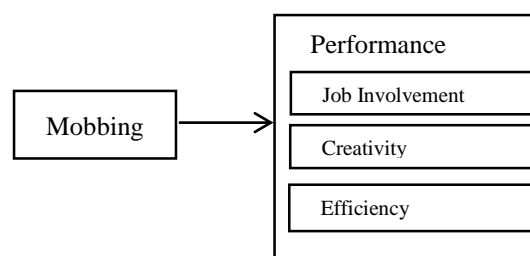 Performance
Job Involvement
Mobbing
Creativity
Efficiency